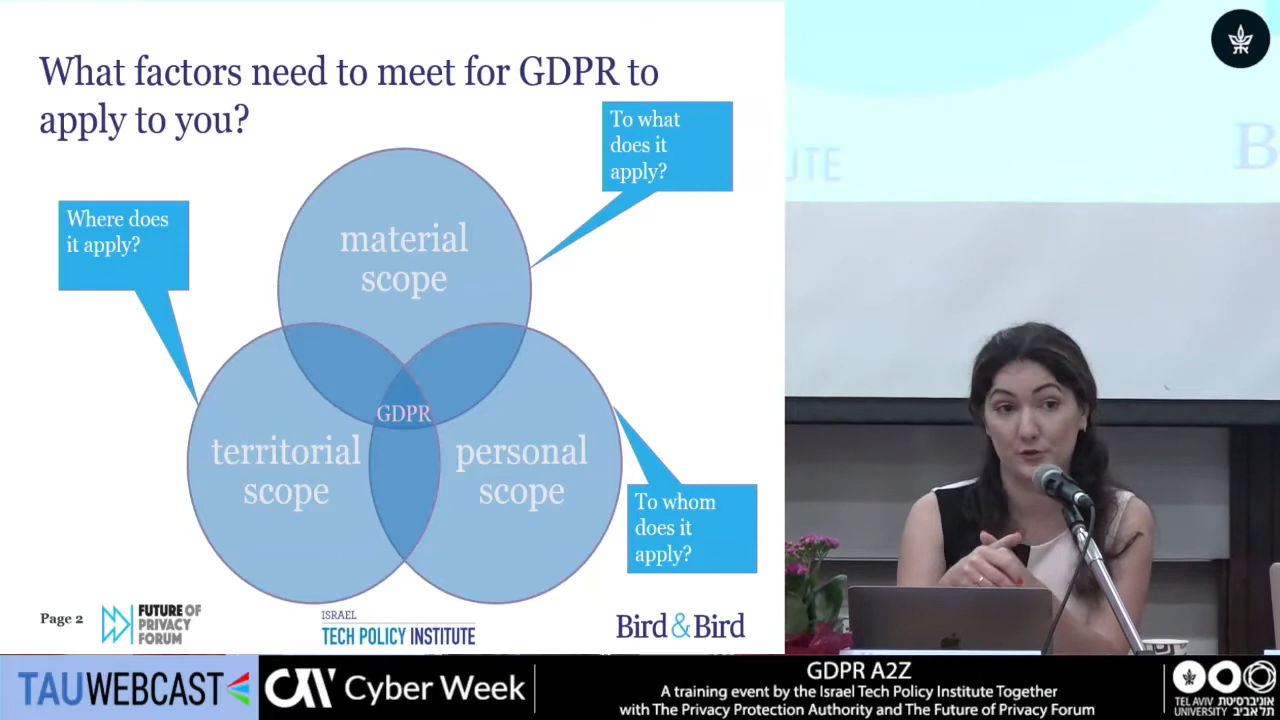 What factors need to meet for GDPR to
apply to you?
To what
does it
apply?
Where does
it apply?
material
scope
GDPR
territorial
scope
personal
scope
To whom
does it
apply?
Page 2
FUTURE OF
PRIVACY
FORUM
ISRAEL
TECH POLICY INSTITUTE
Bird & Bird
B
UTE
TAUWEBCAST
Cyber Week
GDPR A2Z
A training event by the Israel Tech Policy Institute Together
with The Privacy Protection Authority and The Future of Privacy Forum
TEL AVIV אוניברסיטת
UNIVERSITY תל אביב